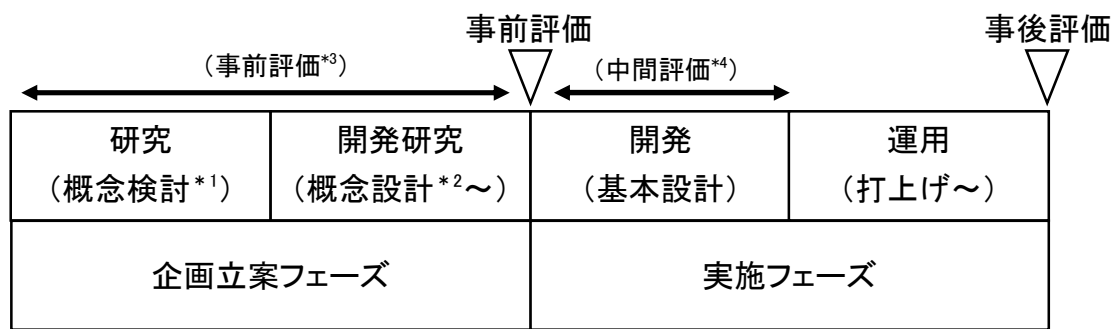 事前評価
事後評価
（事前評価*3）
（中間評価*4）
研究
（概念検討*1）
開発研究
（概念設計*2～）
開発
（基本設計）
運用
（打上げ～）
企画立案フェーズ
実施フェーズ